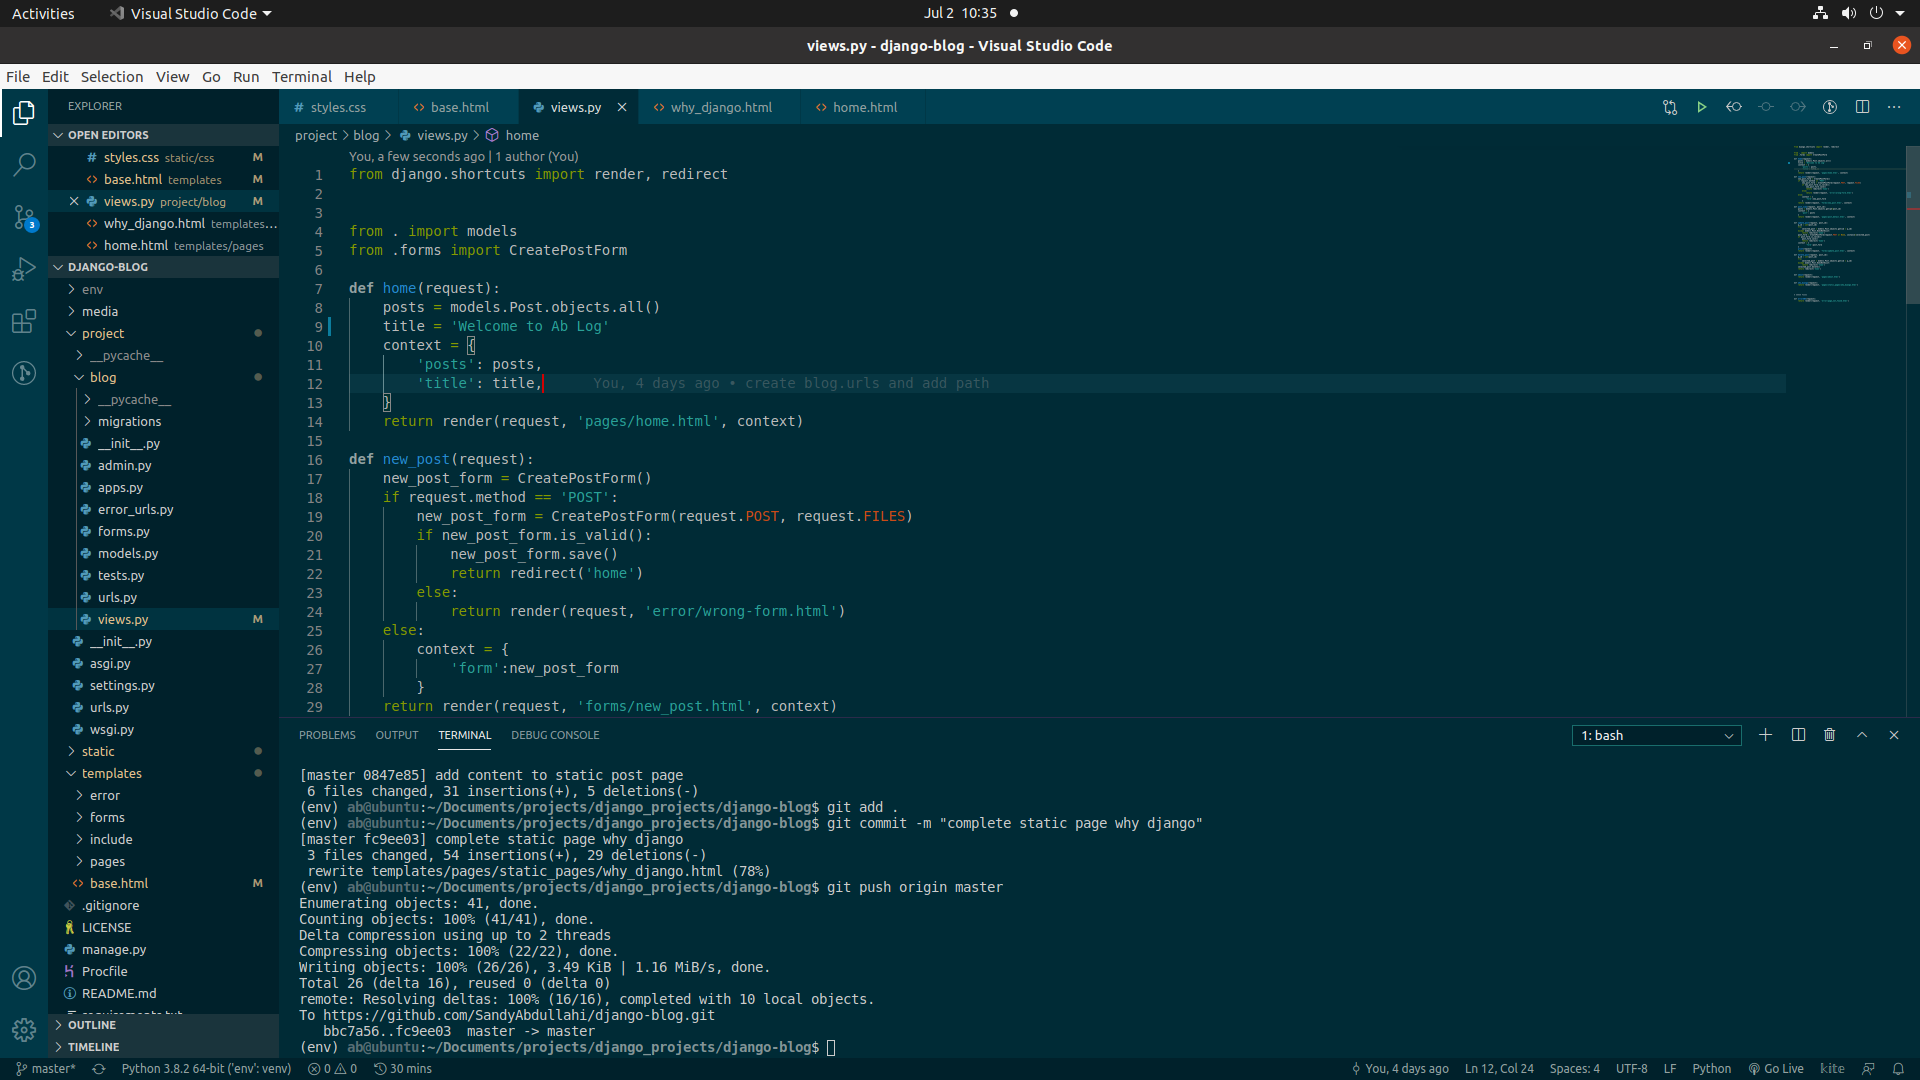 Activities
Visual Studio Code
Jul 2 10:35
views.py - django-blog - Visual Studio Code
File Edit Selection View Go Run Terminal Help
EXPLORER
OPEN EDITORS
# styles.css static/css M
<> base.html templates M
views.py project/blog M
<> why_django.html templates...
<> home.html templates/pages
DJANGO-BLOG
env
media
project
__pycache__
blog
__pycache__
migrations
__init__.py
admin.py
apps.py
error_urls.py
forms.py
models.py
tests.py
urls.py
views.py M
__init__.py
asgi.py
settings.py
urls.py
wsgi.py
static
templates
error
forms
include
pages
<> base.html M
.gitignore
LICENSE
manage.py
Procfile
README.md
OUTLINE
TIMELINE
3
# styles.css
<> base.html
views.py
<> why_django.html
<> home.html
project > blog > views.py > home
You, a few seconds ago | 1 author (You)
1 from django.shortcuts import render, redirect
2
3
4 from . import models
5 from .forms import CreatePostForm
6
7 def home(request):
8 posts = models.Post.objects.all()
9 title = 'Welcome to Ab Log'
10 context = {
11 'posts': posts,
12 'title': title, You, 4 days ago • create blog.urls and add path
13 }
14 return render(request, 'pages/home.html', context)
15
16 def new_post(request):
17 new_post_form = CreatePostForm()
18 if request.method == 'POST':
19 new_post_form = CreatePostForm(request.POST, request.FILES)
20 if new_post_form.is_valid():
21 new_post_form.save()
22 return redirect('home')
23 else:
24 return render(request, 'error/wrong-form.html')
25 else:
26 context = {
27 'form':new_post_form
28 }
29 return render(request, 'forms/new_post.html', context)
PROBLEMS OUTPUT TERMINAL DEBUG CONSOLE
1: bash
[master 0847e85] add content to static post page
6 files changed, 31 insertions(+), 5 deletions(-)
(env) ab@ubuntu:~/Documents/projects/django_projects/django-blog$ git add .
(env) ab@ubuntu:~/Documents/projects/django_projects/django-blog$ git commit -m "complete static page why django"
[master fc9ee03] complete static page why django
3 files changed, 54 insertions(+), 29 deletions(-)
rewrite templates/pages/static_pages/why_django.html (78%)
(env) ab@ubuntu:~/Documents/projects/django_projects/django-blog$ git push origin master
Enumerating objects: 41, done.
Counting objects: 100% (41/41), done.
Delta compression using up to 2 threads
Compressing objects: 100% (22/22), done.
Writing objects: 100% (26/26), 3.49 KiB | 1.16 MiB/s, done.
Total 26 (delta 16), reused 0 (delta 0)
remote: Resolving deltas: 100% (16/16), completed with 10 local objects.
To https://github.com/SandyAbdullahi/django-blog.git
bbc7a56..fc9ee03 master -> master
(env) ab@ubuntu:~/Documents/projects/django_projects/django-blog$
master*
Python 3.8.2 64-bit ('env': venv)
0 0
30 mins
You, 4 days ago
Ln 12, Col 24
Spaces: 4
UTF-8
LF
Python
Go Live
kite